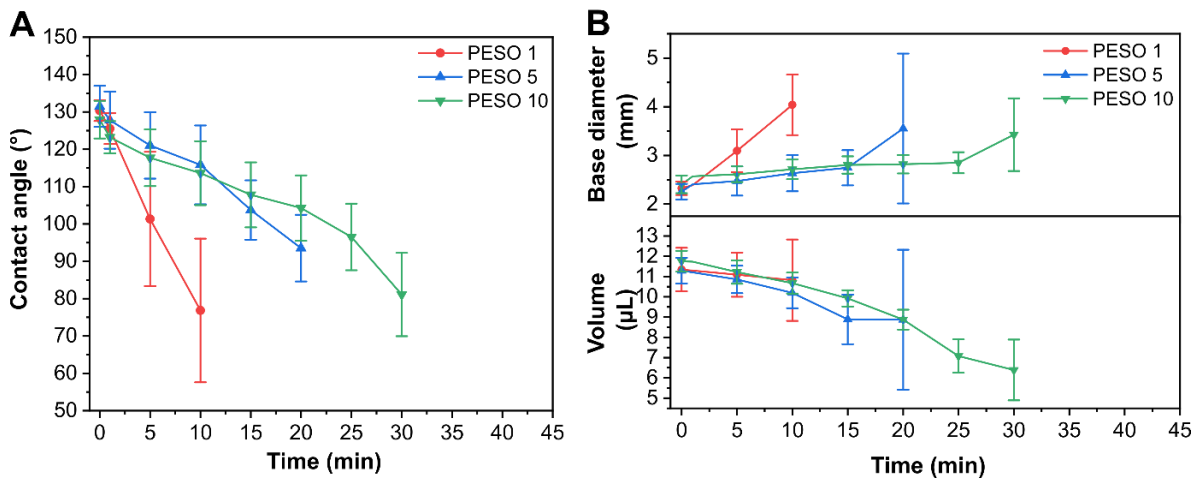 A
150
140
130
120
110
100
90
80
70
60
50
Contact angle (°)
PESO 1
PESO 5
PESO 10
0 5 10 15 20 25 30 35 40 45
Time (min)
B
5
4
3
2
Base diameter
(mm)
PESO 1
PESO 5
PESO 10
13
12
11
10
9
8
7
6
5
Volume
(µL)
0 5 10 15 20 25 30 35 40 45
Time (min)